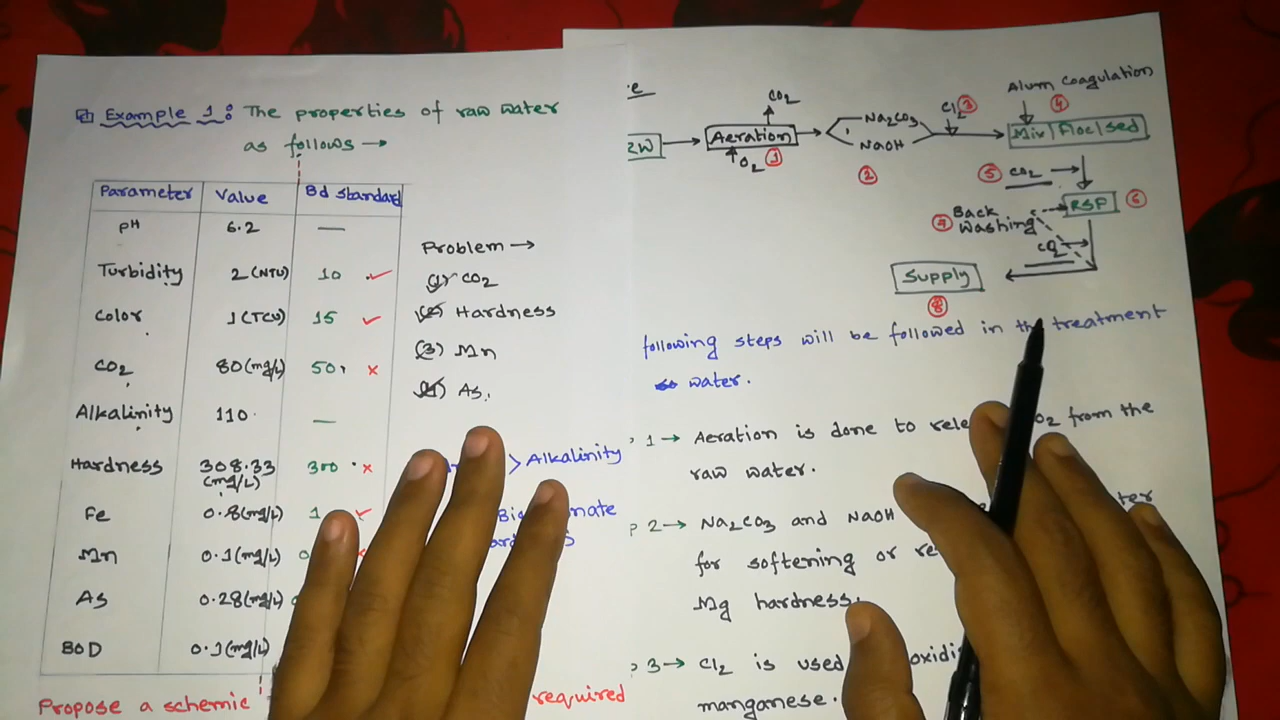 Example 1: The properties of raw water
as follows →
Parameter Value Bd standard
pH 6.2 —
Turbidity 2 (NTU) 10 ✓
Color 1 (TCU) 15 ✓
CO2 80 (mg/L) 50 ×
Alkalinity 110 —
Hardness 308.33 (mg/L) 300 ×
Fe 0.8 (mg/L) 1 ✓
Mn 0.1 (mg/L)
As 0.28 (mg/L)
BOD 0.1 (mg/L)
Problem →
(1) CO2
(2) Hardness
(3) Mn
(4) As.
> Alkalinity
Propose a schemic required
CO2
Aeration
O2 1
Na2CO3
NaOH
2
Cl2 3
Alum coagulation
4
Mix/Floc/Sed
5 CO2 →
RSF 6
7 Back
Washing
Supply
8
following steps will be followed in the treatment
water.
1 → Aeration is done to from the
raw water.
2 → Na2CO3 and NaOH
for softening or
Mg hardness.
3 → Cl2 is used
manganese.